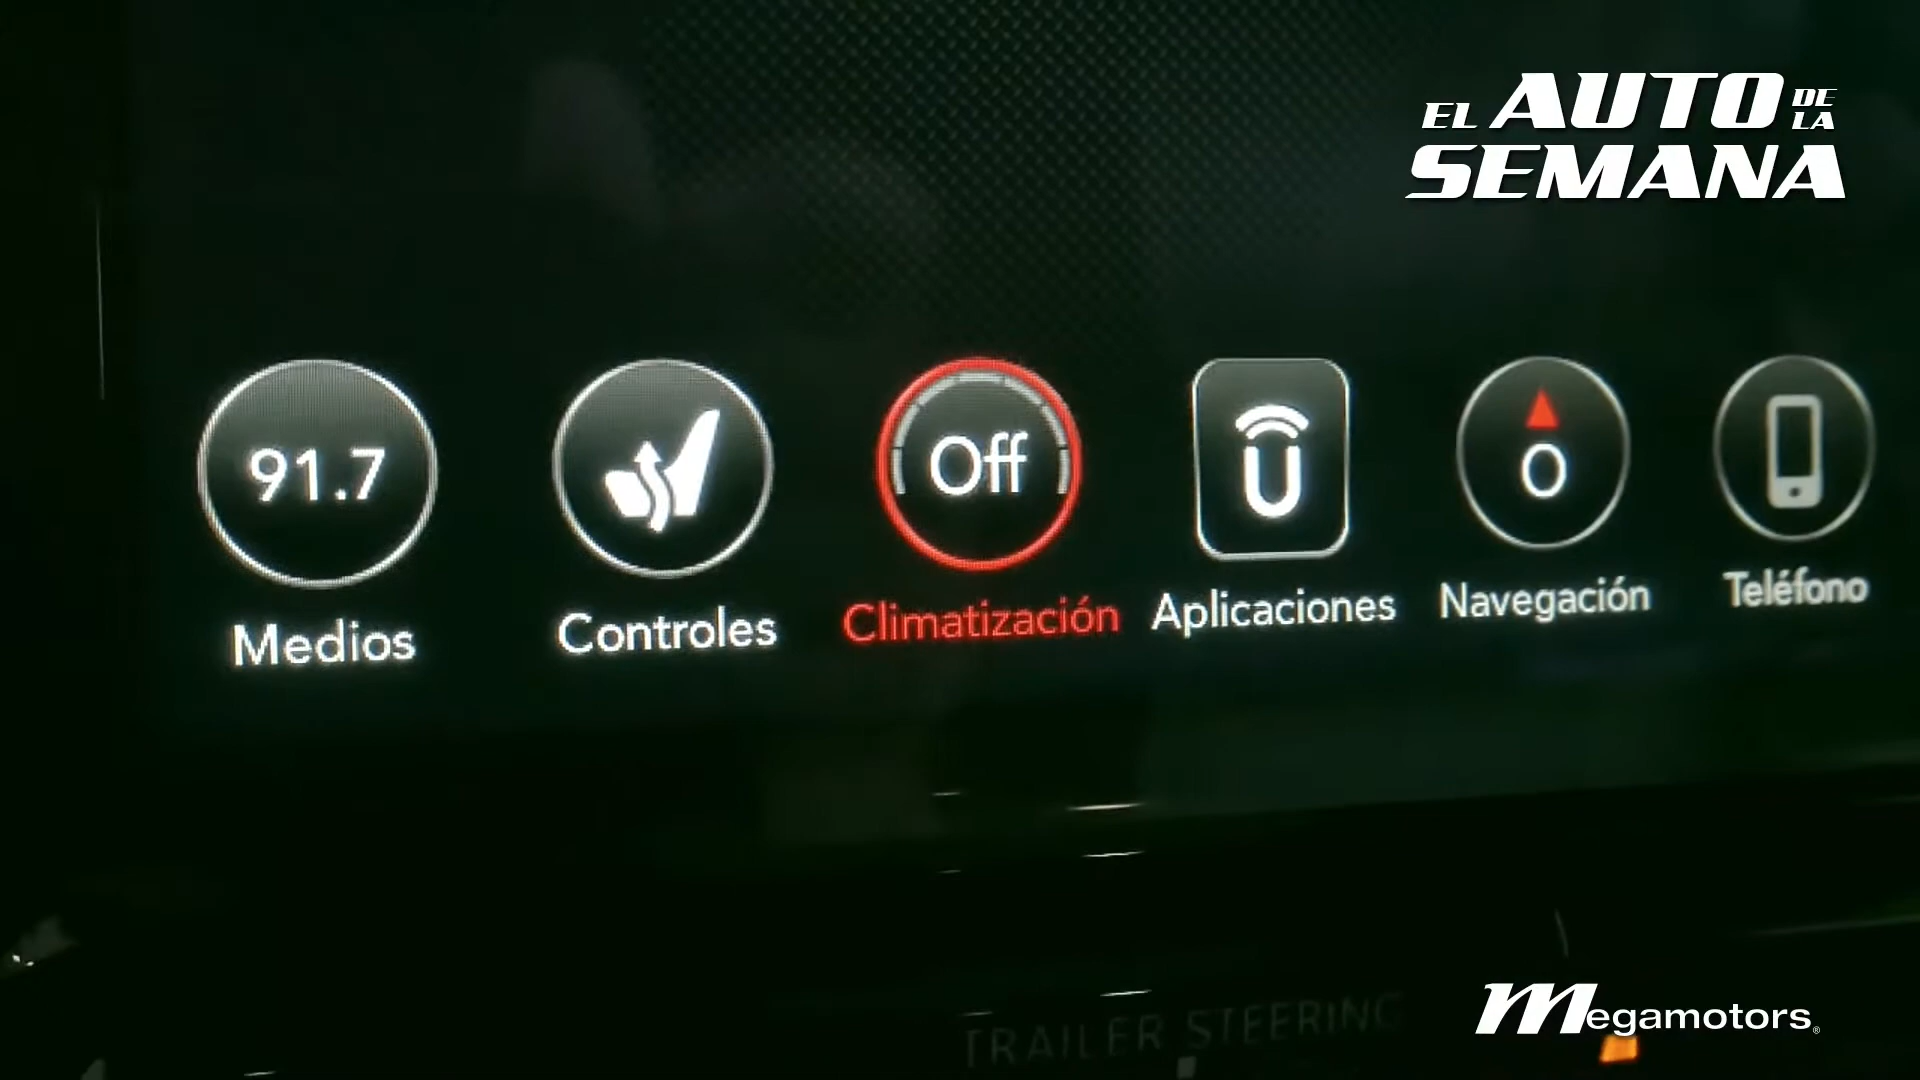 EL AUTO DE LA
SEMANA
91.7
Off
O
Medios
Controles
Climatización
Aplicaciones
Navegación
Teléfono
TRAILER STEERING
Megamotors®